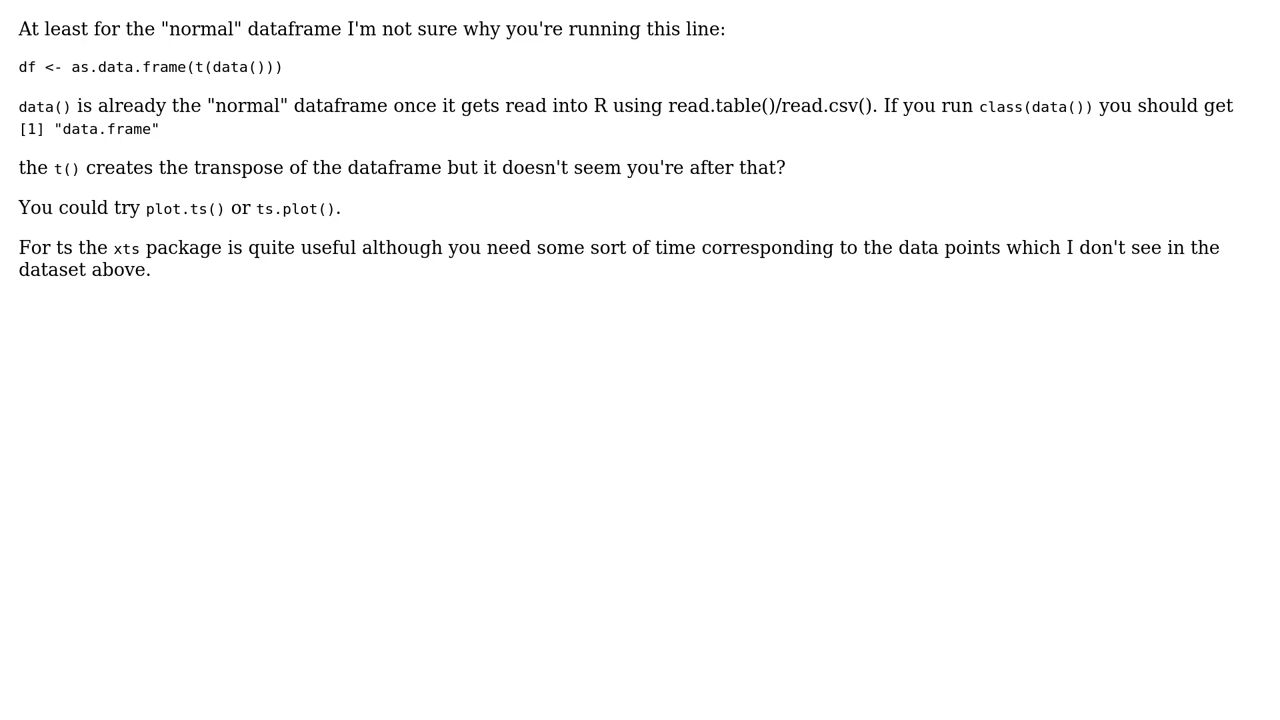 At least for the "normal" dataframe I'm not sure why you're running this line:
df <- as.data.frame(t(data()))
data() is already the "normal" dataframe once it gets read into R using read.table()/read.csv(). If you run class(data()) you should get
[1] "data.frame"
the t() creates the transpose of the dataframe but it doesn't seem you're after that?
You could try plot.ts() or ts.plot().
For ts the xts package is quite useful although you need some sort of time corresponding to the data points which I don't see in the
dataset above.